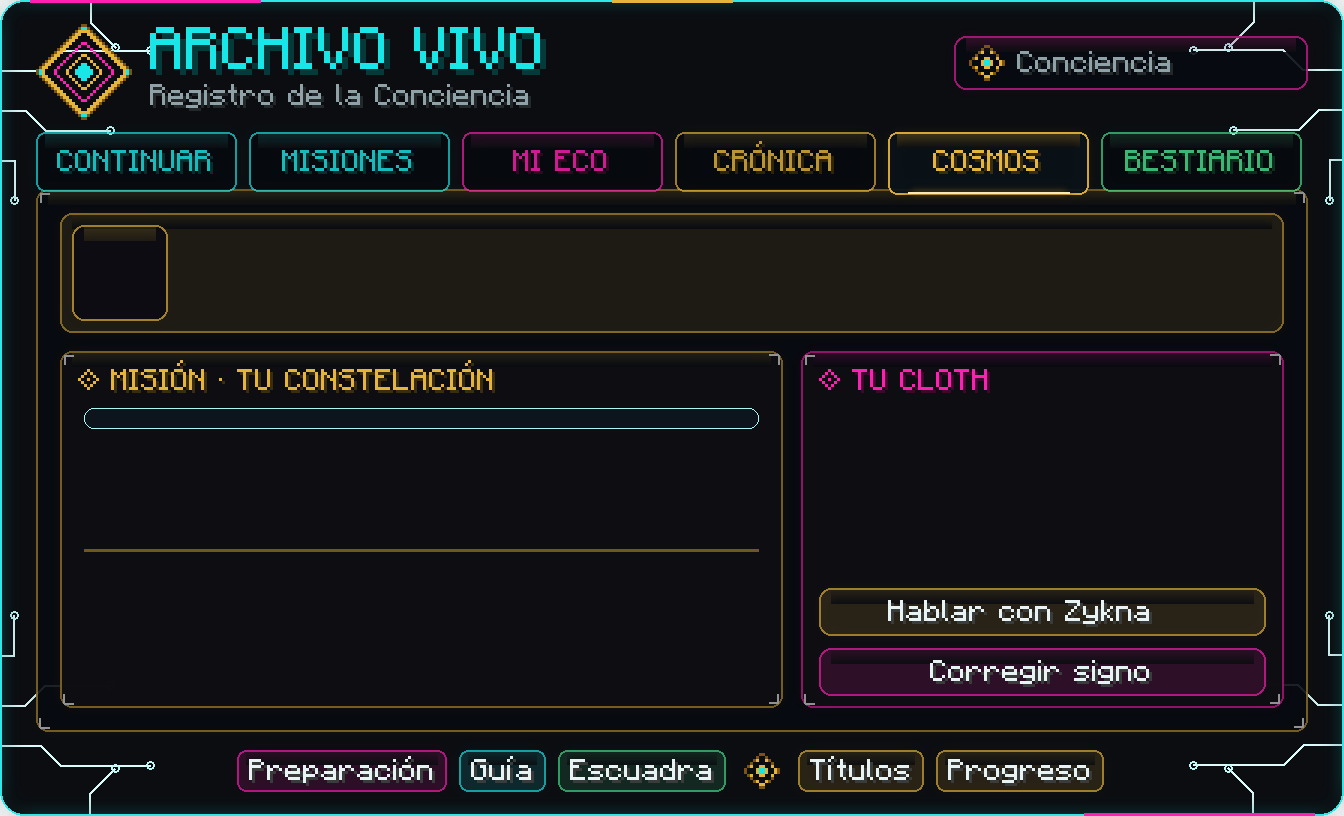 ARCHIVO VIVO
Registro de la Conciencia
Conciencia
CONTINUAR
MISIONES
MI ECO
CRÓNICA
COSMOS
BESTIARIO
MISIÓN · TU CONSTELACIÓN
TU CLOTH
Hablar con Zykna
Corregir signo
Preparación
Guía
Escuadra
Títulos
Progreso